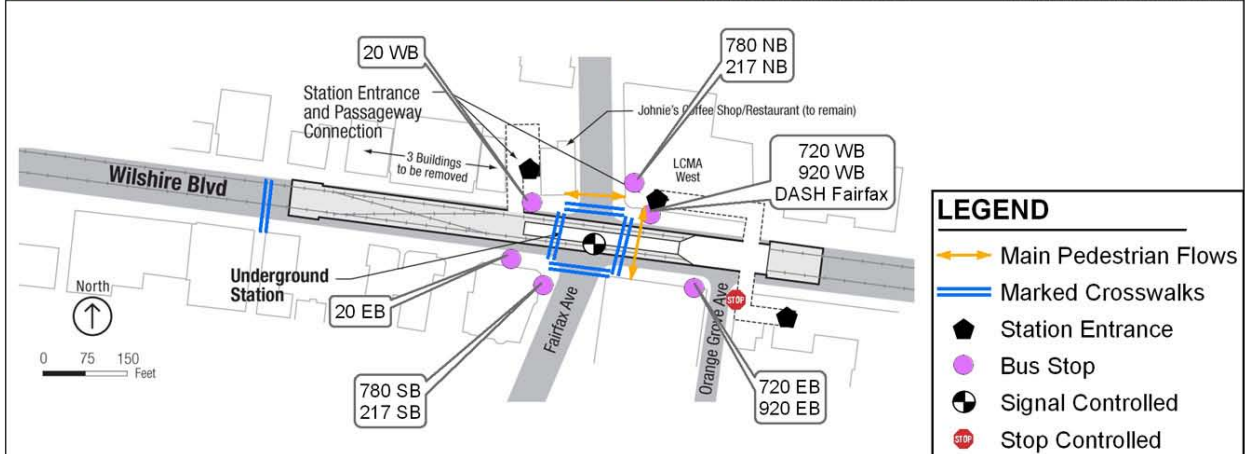 20 WB
780 NB
217 NB
Station Entrance
and Passageway
Connection
Johnie's Coffee Shop/Restaurant (to remain)
3 Buildings
to be removed
LCMA
West
720 WB
920 WB
DASH Fairfax
Wilshire Blvd
Underground
Station
North
20 EB
0 75 150
Feet
Fairfax Ave
Orange Grove Ave
STOP
780 SB
217 SB
720 EB
920 EB
LEGEND
Main Pedestrian Flows
Marked Crosswalks
Station Entrance
Bus Stop
Signal Controlled
STOP Stop Controlled